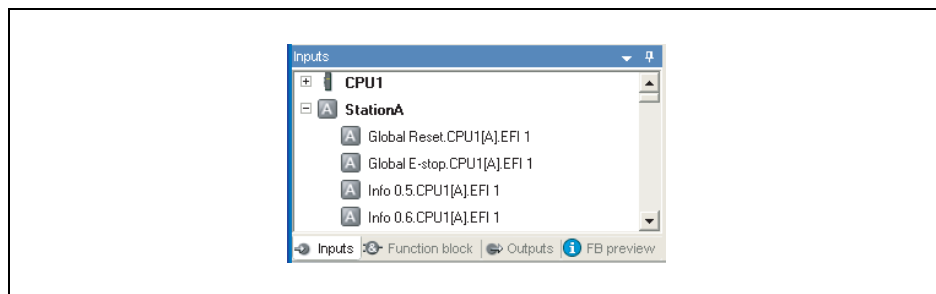 Inputs
CPU1
A StationA
A Global Reset.CPU1[A].EFI 1
A Global E-stop.CPU1[A].EFI 1
A Info 0.5.CPU1[A].EFI 1
A Info 0.6.CPU1[A].EFI 1
Inputs & Function block Outputs i FB preview